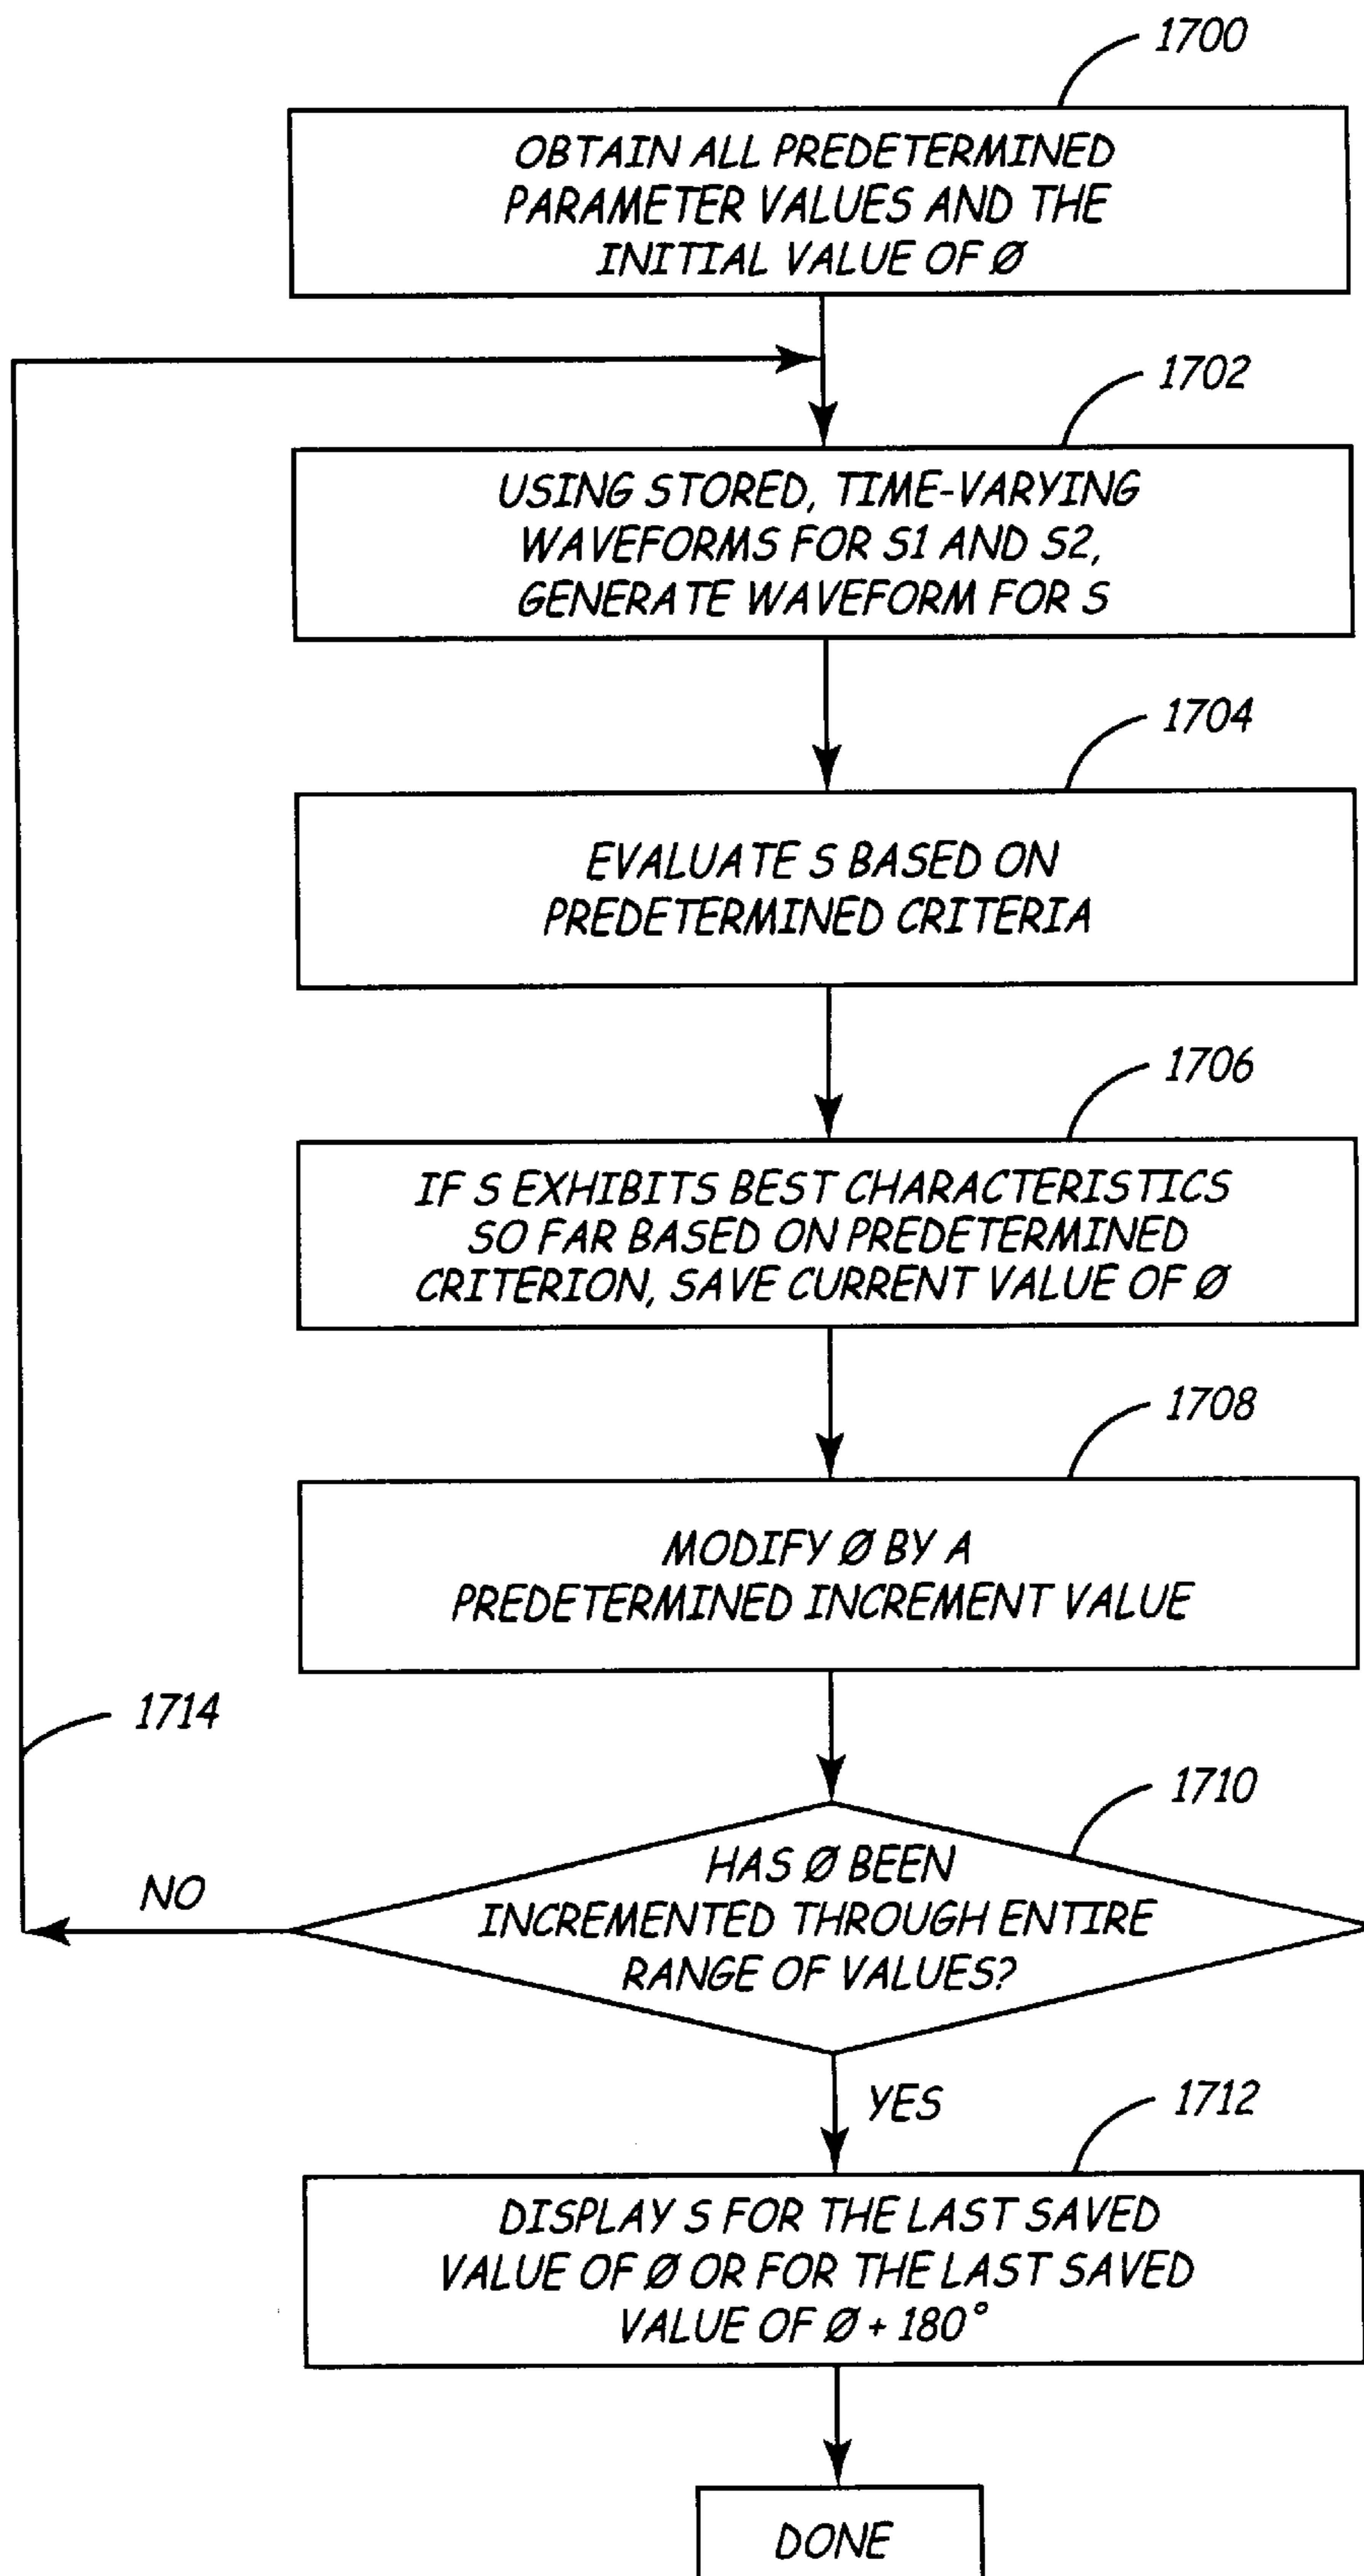 1700
OBTAIN ALL PREDETERMINED
PARAMETER VALUES AND THE
INITIAL VALUE OF Ø
1702
USING STORED, TIME-VARYING
WAVEFORMS FOR S1 AND S2,
GENERATE WAVEFORM FOR S
1704
EVALUATE S BASED ON
PREDETERMINED CRITERIA
1706
IF S EXHIBITS BEST CHARACTERISTICS
SO FAR BASED ON PREDETERMINED
CRITERION, SAVE CURRENT VALUE OF Ø
1708
MODIFY Ø BY A
PREDETERMINED INCREMENT VALUE
1714
1710
HAS Ø BEEN
INCREMENTED THROUGH ENTIRE
RANGE OF VALUES?
NO
YES
1712
DISPLAY S FOR THE LAST SAVED
VALUE OF Ø OR FOR THE LAST SAVED
VALUE OF Ø + 180°
DONE